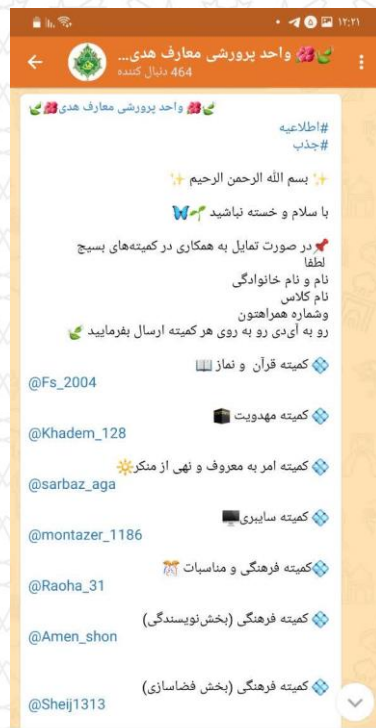 ۱۲:۲۱
🌿🌺 واحد پرورشی معارف هدی...
464 دنبال کننده
🌿🌺 واحد پرورشی معارف هدی🌺🌿
#اطلاعیه
#جذب
✨ بسم الله الرحمن الرحیم ✨
با سلام و خسته نباشید 🌱🦋
📌در صورت تمایل به همکاری در کمیته‌های بسیج
لطفا
نام و نام خانوادگی
نام کلاس
وشماره همراهتون
رو به آی‌دی رو به روی هر کمیته ارسال بفرمایید 🌿
💠 کمیته قرآن و نماز 📖
@Fs_2004
💠 کمیته مهدویت 🕋
@Khadem_128
💠 کمیته امر به معروف و نهی از منکر🔆
@sarbaz_aga
💠 کمیته سایبری🖥
@montazer_1186
💠کمیته فرهنگی و مناسبات 🎊
@Raoha_31
💠 کمیته فرهنگی (بخش‌نویسندگی)
@Amen_shon
💠 کمیته فرهنگی (بخش فضاسازی)
@Sheij1313